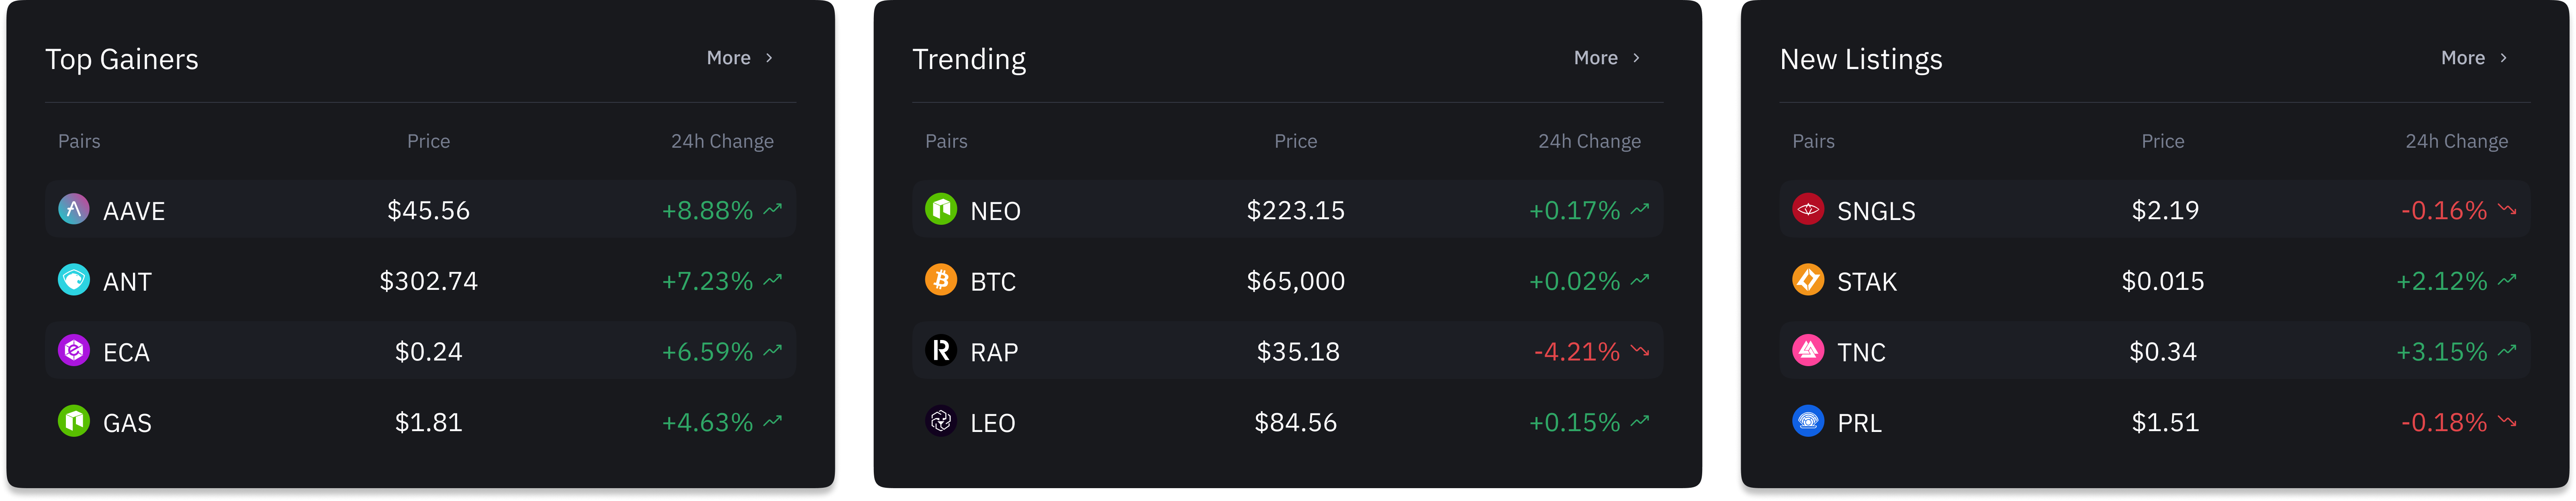 Top Gainers More
Pairs Price 24h Change
AAVE $45.56 +8.88%
ANT $302.74 +7.23%
ECA $0.24 +6.59%
GAS $1.81 +4.63%
Trending More
Pairs Price 24h Change
NEO $223.15 +0.17%
BTC $65,000 +0.02%
RAP $35.18 -4.21%
LEO $84.56 +0.15%
New Listings More
Pairs Price 24h Change
SNGLS $2.19 -0.16%
STAK $0.015 +2.12%
TNC $0.34 +3.15%
PRL $1.51 -0.18%